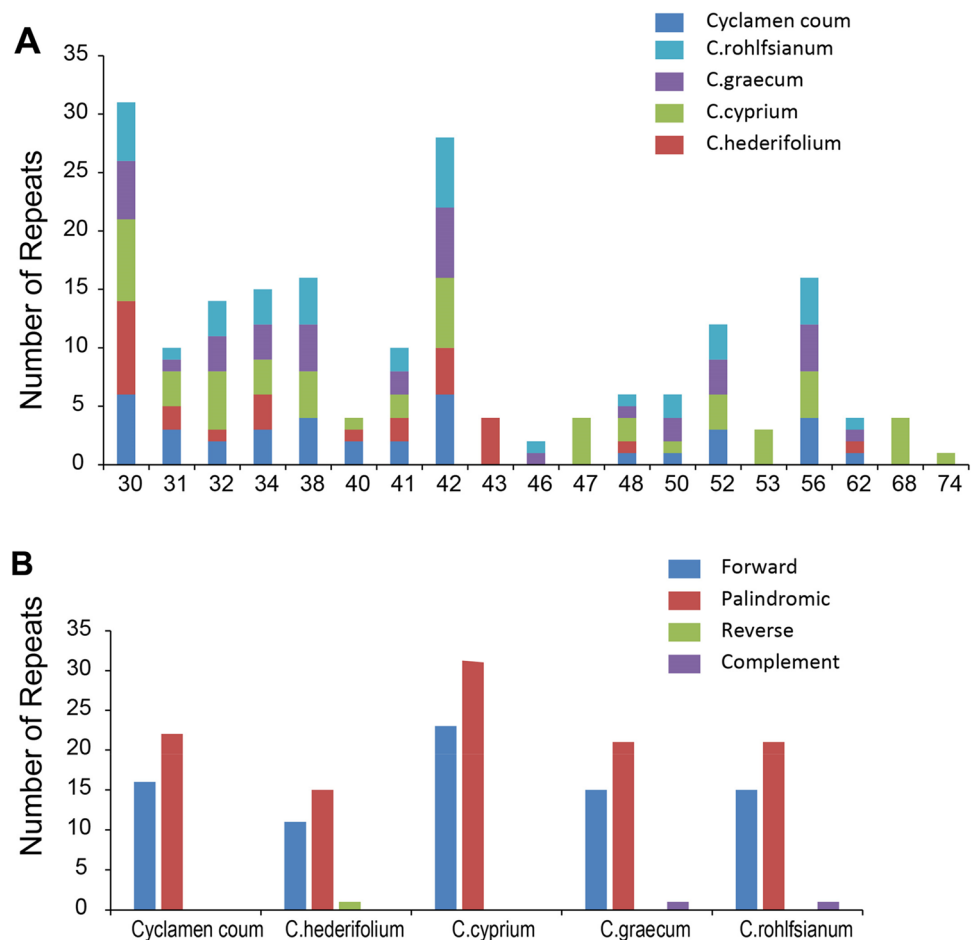 A
Cyclamen coum
C.rohlfsianum
C.graecum
C.cyprium
C.hederifolium
Number of Repeats
35
30
25
20
15
10
5
0
30 31 32 34 38 40 41 42 43 46 47 48 50 52 53 56 62 68 74
B
Forward
Palindromic
Reverse
Complement
Number of Repeats
35
30
25
20
15
10
5
0
Cyclamen coum C.hederifolium C.cyprium C.graecum C.rohlfsianum